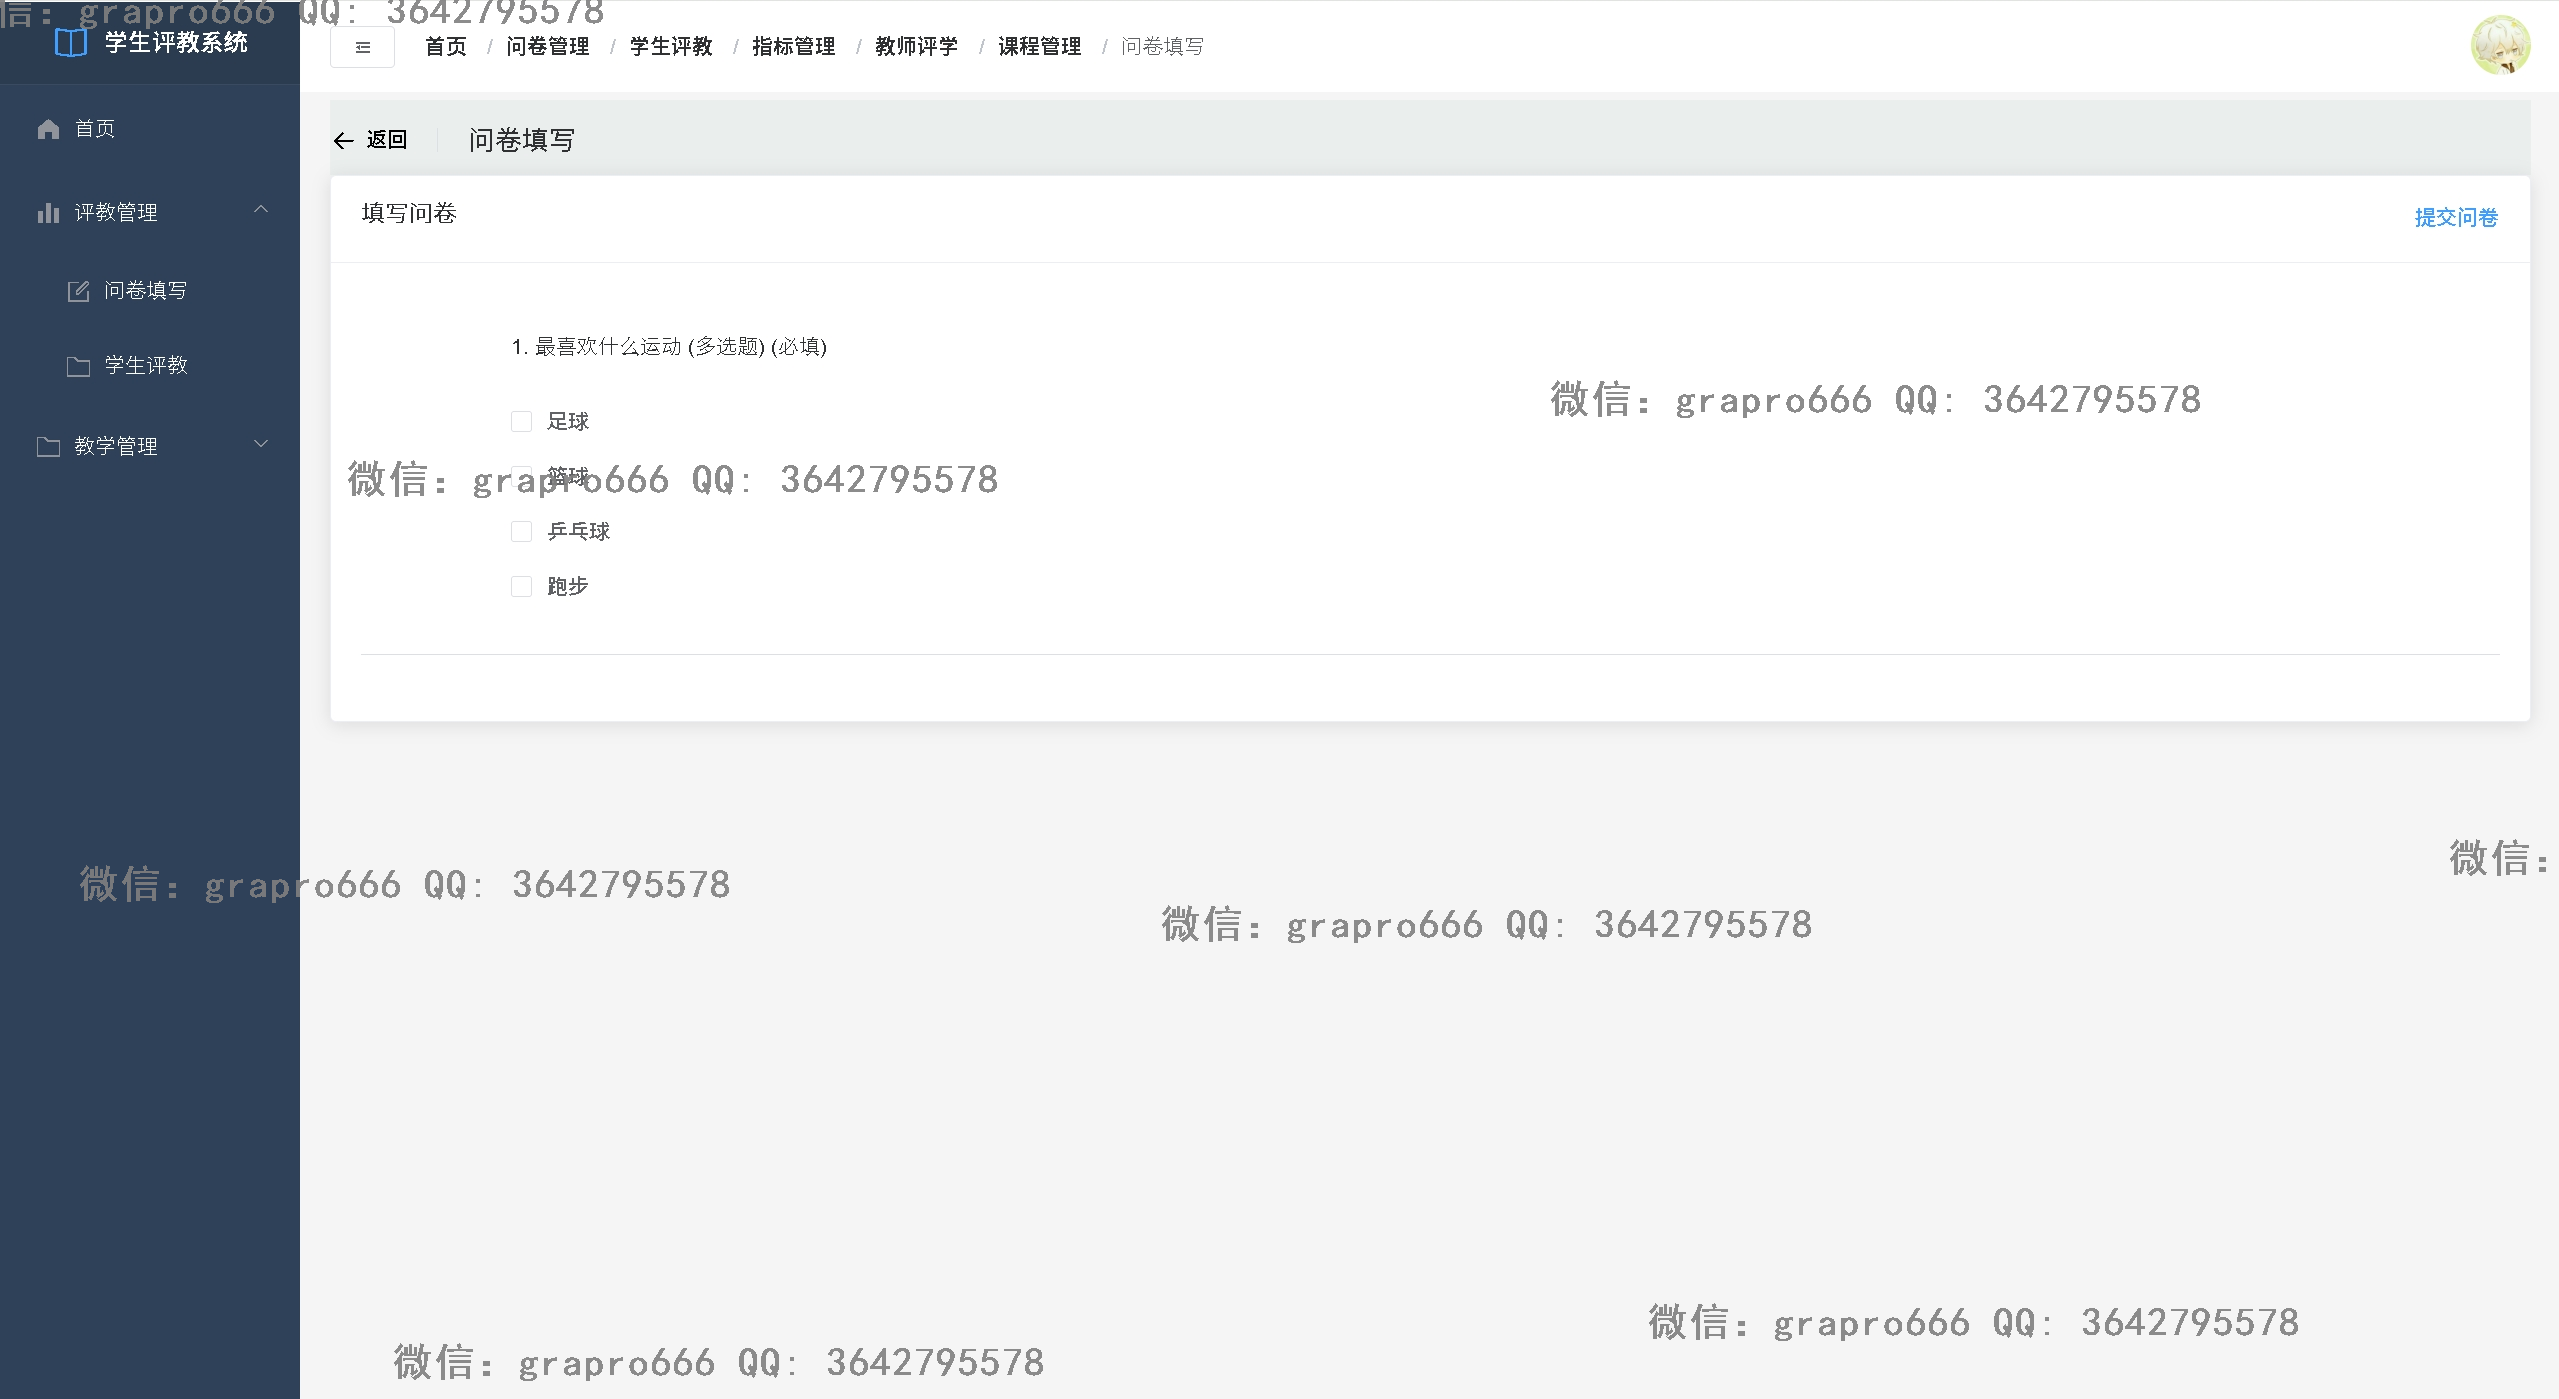 信：grapro666 QQ: 3642795578
学生评教系统
首页 / 问卷管理 / 学生评教 / 指标管理 / 教师评学 / 课程管理 / 问卷填写
首页
评教管理
问卷填写
学生评教
教学管理
返回
问卷填写
填写问卷
提交问卷
1. 最喜欢什么运动 (多选题) (必填)
足球
微信：grapro666 QQ: 3642795578
篮球
微信：grapro666 QQ: 3642795578
乒乓球
跑步
微信：
微信：grapro666 QQ: 3642795578
微信：grapro666 QQ: 3642795578
微信：grapro666 QQ: 3642795578
微信：grapro666 QQ: 3642795578